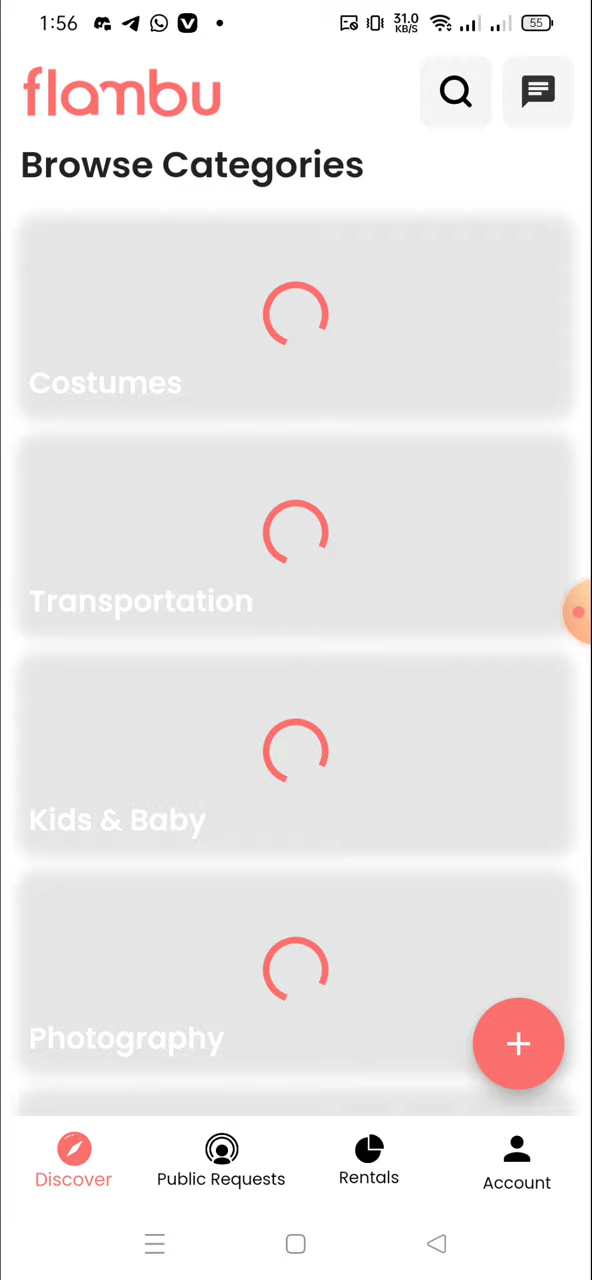 1:56
31.0
KB/S
55
flambu
Browse Categories
Costumes
Transportation
Kids & Baby
Photography
+
Discover
Public Requests
Rentals
Account